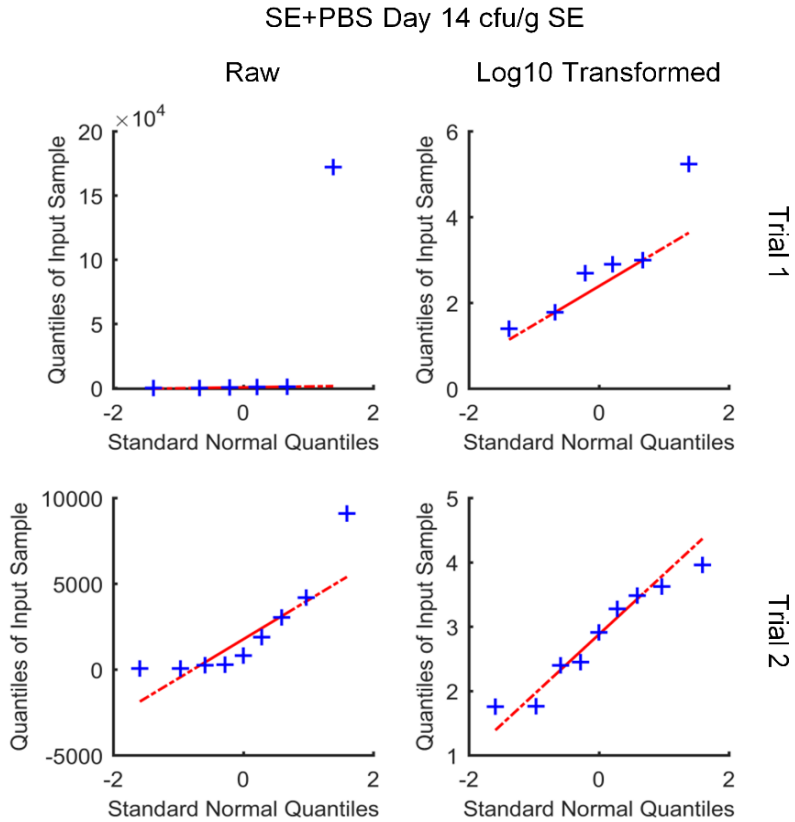 SE+PBS Day 14 cfu/g SE
Raw
Log10 Transformed
×10⁴
20
15
10
5
0
-2
0
2
Quantiles of Input Sample
Standard Normal Quantiles
6
4
2
0
-2
0
2
Quantiles of Input Sample
Standard Normal Quantiles
Trial 1
10000
5000
0
-5000
-2
0
2
Quantiles of Input Sample
Standard Normal Quantiles
5
4
3
2
1
-2
0
2
Quantiles of Input Sample
Standard Normal Quantiles
Trial 2